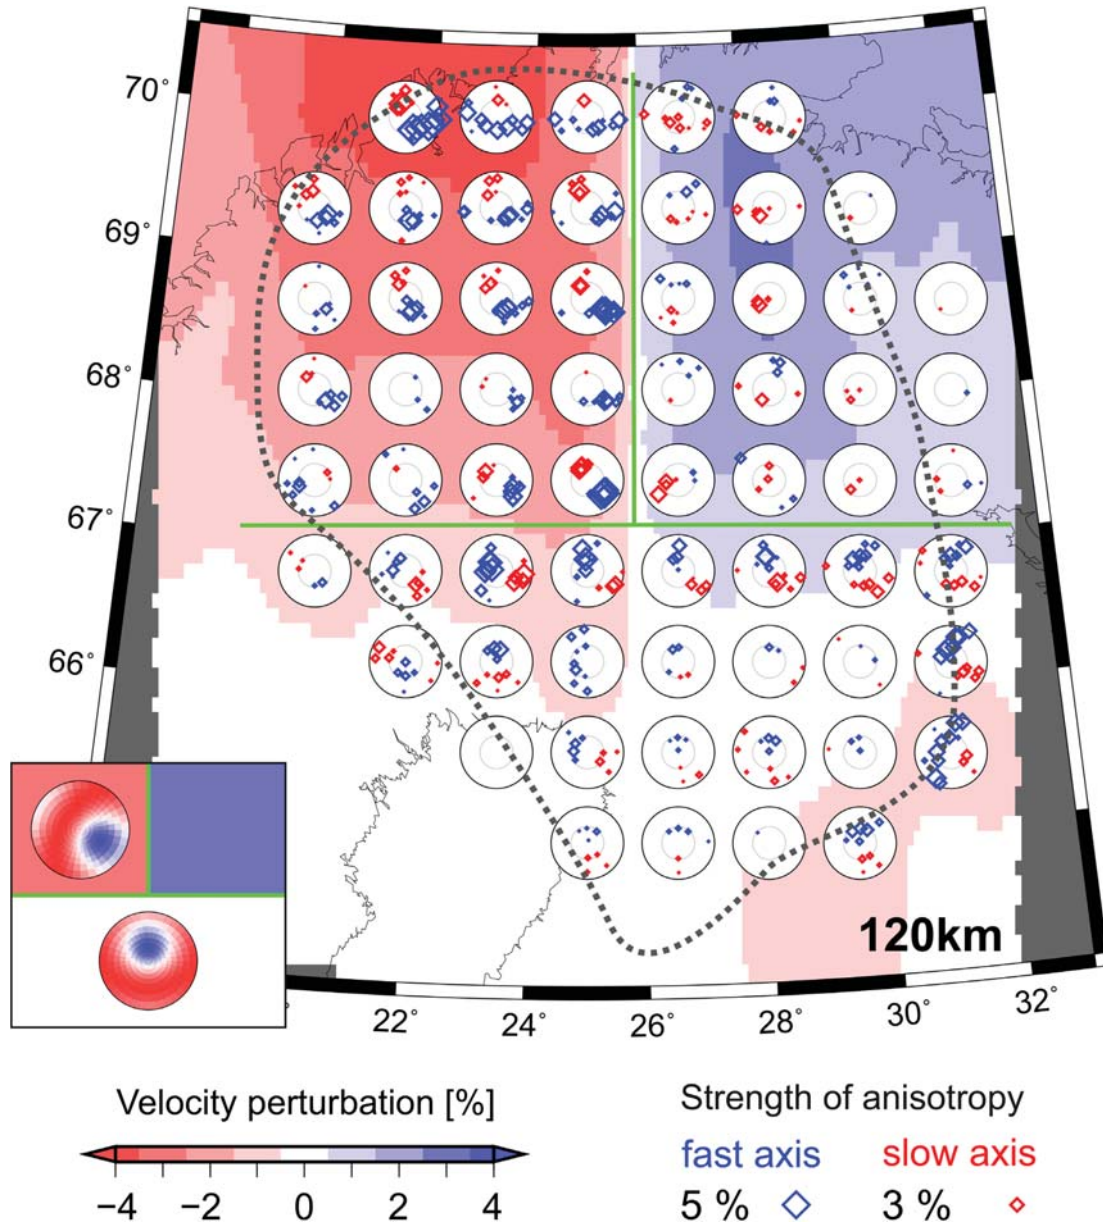 70°
69°
68°
67°
66°
120km
22°
24°
26°
28°
30°
32°
Velocity perturbation [%]
−4 −2 0 2 4
Strength of anisotropy
fast axis slow axis
5 % 3 %